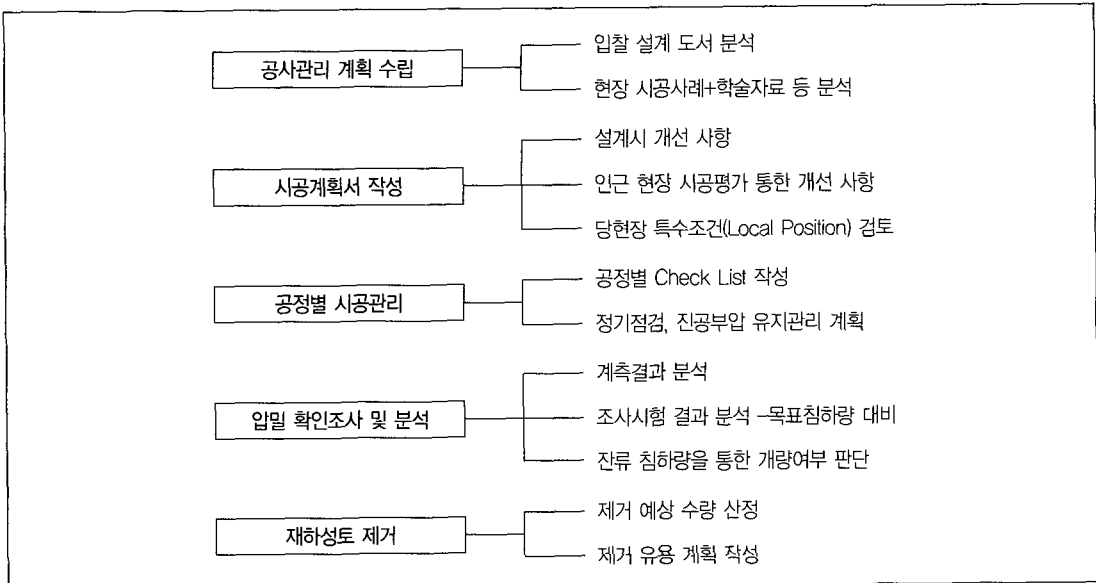 공사관리 계획 수립
입찰 설계 도서 분석
현장 시공사례+학술자료 등 분석
시공계획서 작성
설계시 개선 사항
인근 현장 시공평가 통한 개선 사항
당현장 특수조건(Local Position) 검토
공정별 시공관리
공정별 Check List 작성
정기점검, 진공부압 유지관리 계획
압밀 확인조사 및 분석
계측결과 분석
조사시험 결과 분석 –목표침하량 대비
잔류 침하량을 통한 개량여부 판단
재하성토 제거
제거 예상 수량 산정
제거 유용 계획 작성